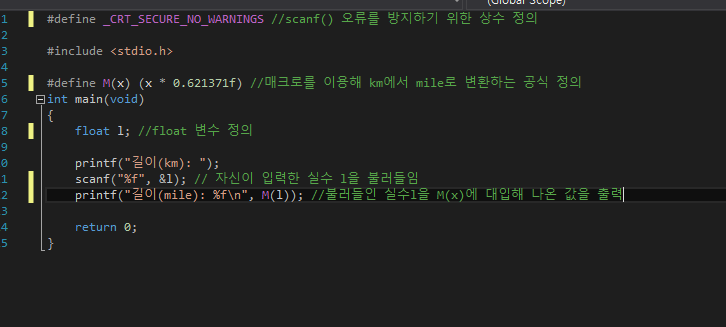 (Global Scope)
1 #define _CRT_SECURE_NO_WARNINGS //scanf() 오류를 방지하기 위한 상수 정의
2
3 #include <stdio.h>
4
5 #define M(x) (x * 0.621371f) //매크로를 이용해 km에서 mile로 변환하는 공식 정의
6 int main(void)
7 {
8 float l; //float 변수 정의
9
0 printf("길이(km): ");
1 scanf("%f", &l); // 자신이 입력한 실수 l을 불러들임
2 printf("길이(mile): %f\n", M(l)); //불러들인 실수l을 M(x)에 대입해 나온 값을 출력
3
4 return 0;
5 }